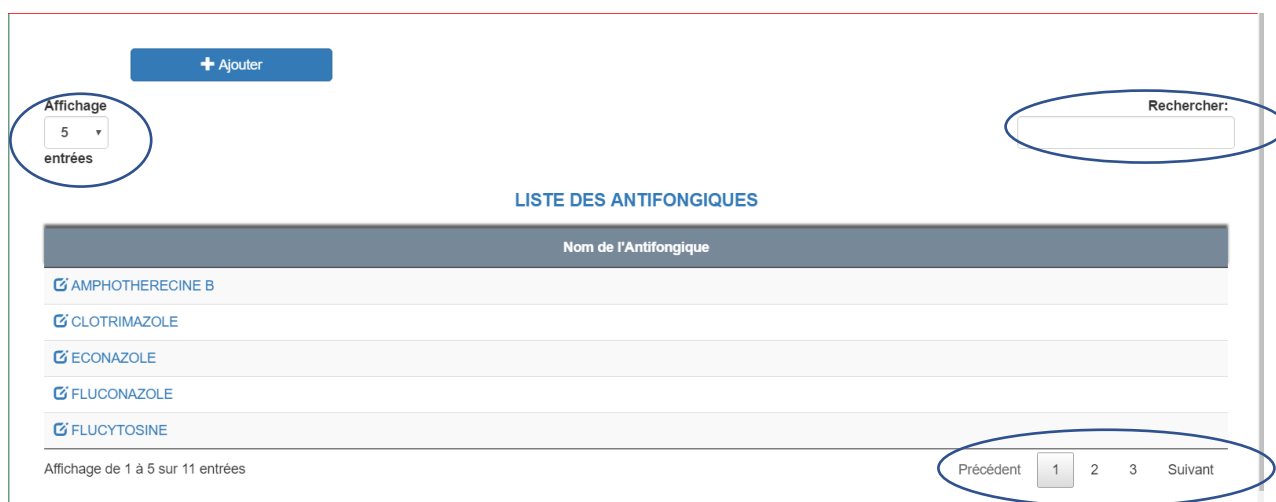 Ajouter
Affichage
5
entrées
Rechercher:
LISTE DES ANTIFONGIQUES
Nom de l'Antifongique
AMPHOTHERECINE B
CLOTRIMAZOLE
ECONAZOLE
FLUCONAZOLE
FLUCYTOSINE
Affichage de 1 à 5 sur 11 entrées
Précédent 1 2 3 Suivant